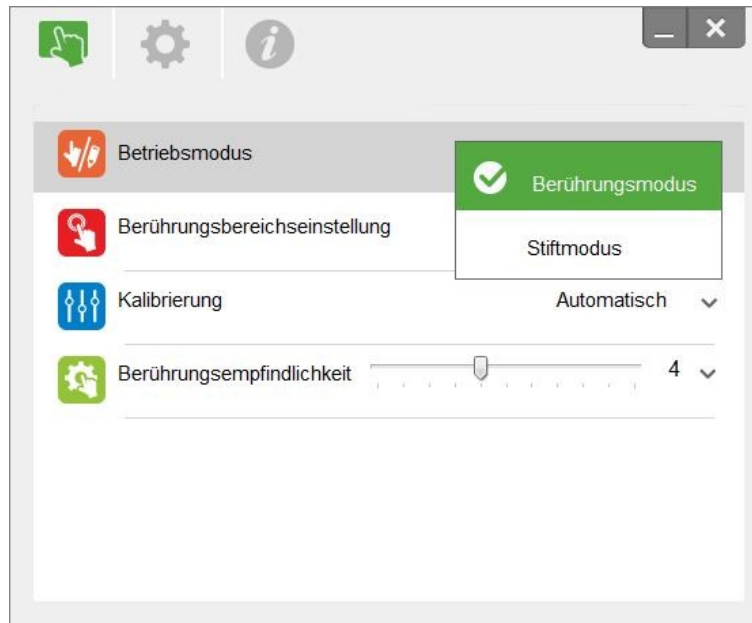 Betriebsmodus
Berührungsmodus
Berührungsbereichseinstellung
Stiftmodus
Kalibrierung
Automatisch
Berührungsempfindlichkeit
4